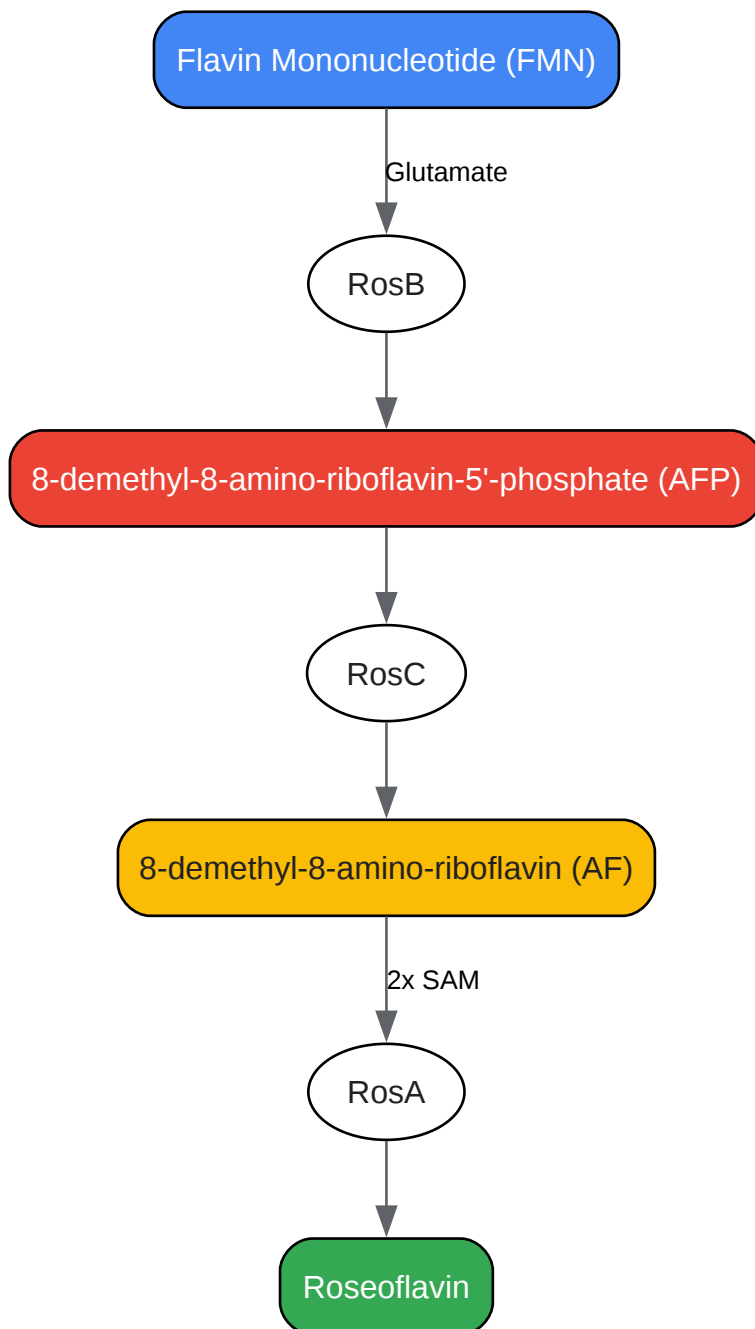 Flavin Mononucleotide (FMN)
Glutamate
RosB
8-demethyl-8-amino-riboflavin-5'-phosphate (AFP)
RosC
8-demethyl-8-amino-riboflavin (AF)
2x SAM
RosA
Roseoflavin